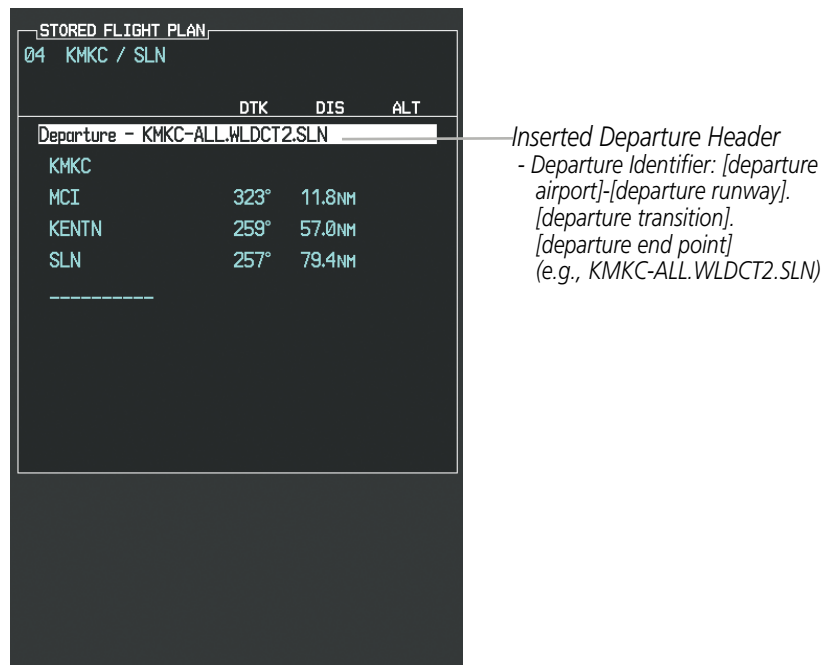 STORED FLIGHT PLAN
04 KMKC / SLN
DTK DIS ALT
Departure - KMKC-ALL.WLDCT2.SLN
KMKC
MCI 323° 11.8NM
KENTN 259° 57.0NM
SLN 257° 79.4NM
__________
Inserted Departure Header
- Departure Identifier: [departure
airport]-[departure runway].
[departure transition].
[departure end point]
(e.g., KMKC-ALL.WLDCT2.SLN)